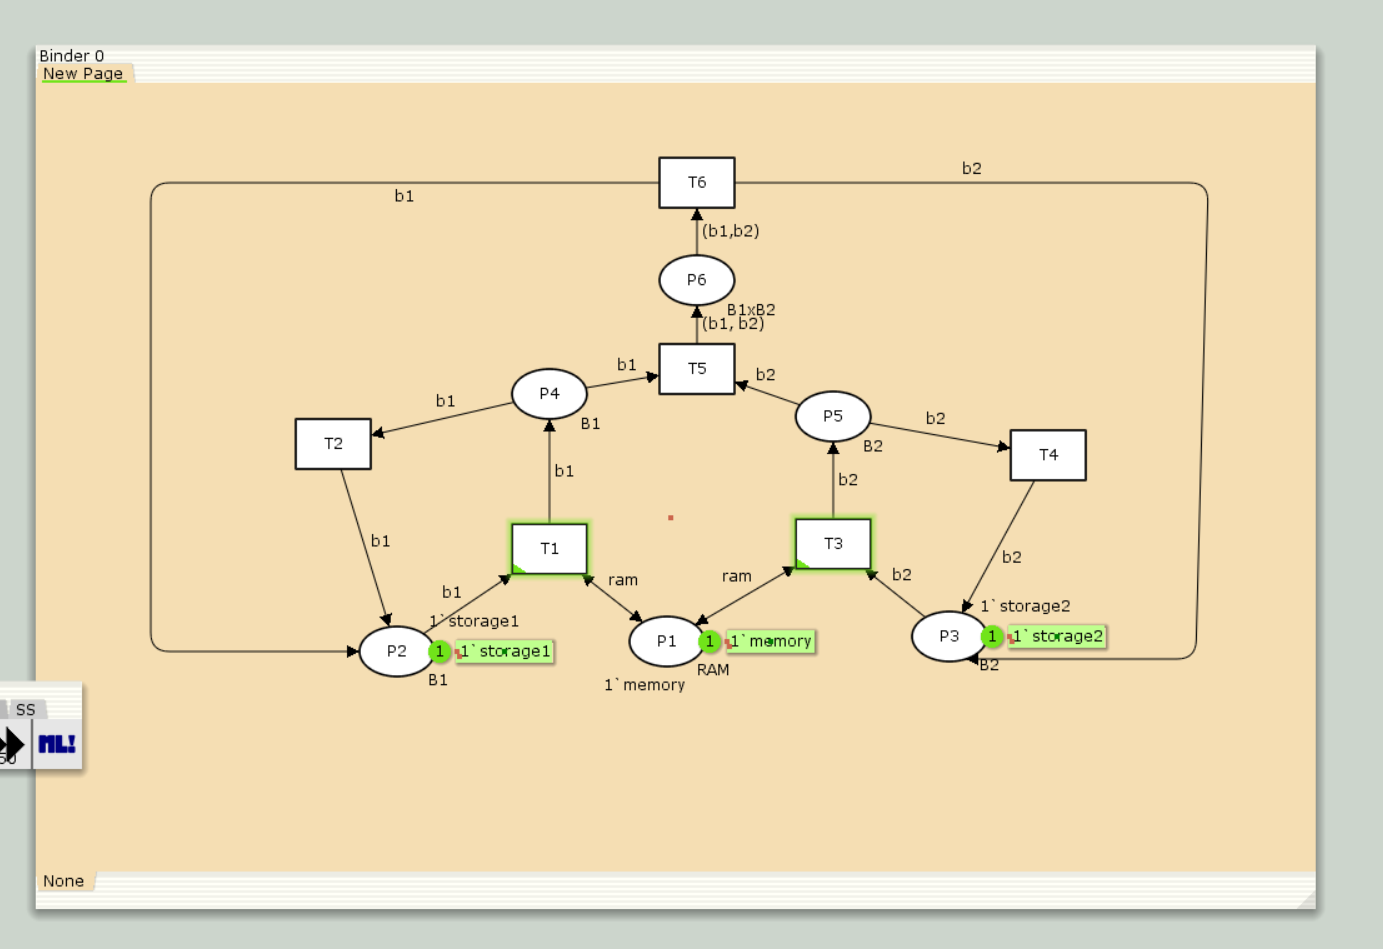 Binder 0
New Page
T6
b2
b1
(b1,b2)
P6
B1xB2
(b1, b2)
T5
b1
b2
P4
b1
B1
P5
b2
B2
T2
T4
b1
b2
T1
T3
b1
b2
ram
ram
b2
b1
1`storage1
1`storage2
P2
1
1`storage1
B1
P1
1
1`memory
RAM
1`memory
P3
1
1`storage2
B2
SS
50
ML!
None